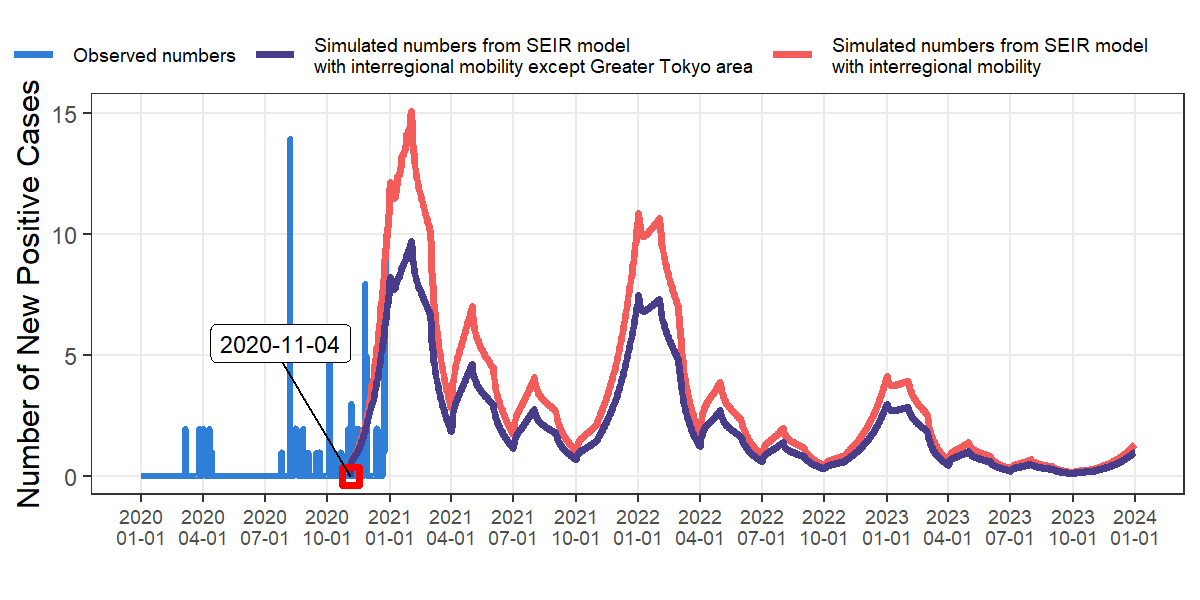 Observed numbers
Simulated numbers from SEIR model
with interregional mobility except Greater Tokyo area
Simulated numbers from SEIR model
with interregional mobility
Number of New Positive Cases
15
10
5
0
2020-11-04
2020 2020 2020 2020 2021 2021 2021 2021 2022 2022 2022 2022 2023 2023 2023 2023 2024
01-01 04-01 07-01 10-01 01-01 04-01 07-01 10-01 01-01 04-01 07-01 10-01 01-01 04-01 07-01 10-01 01-01